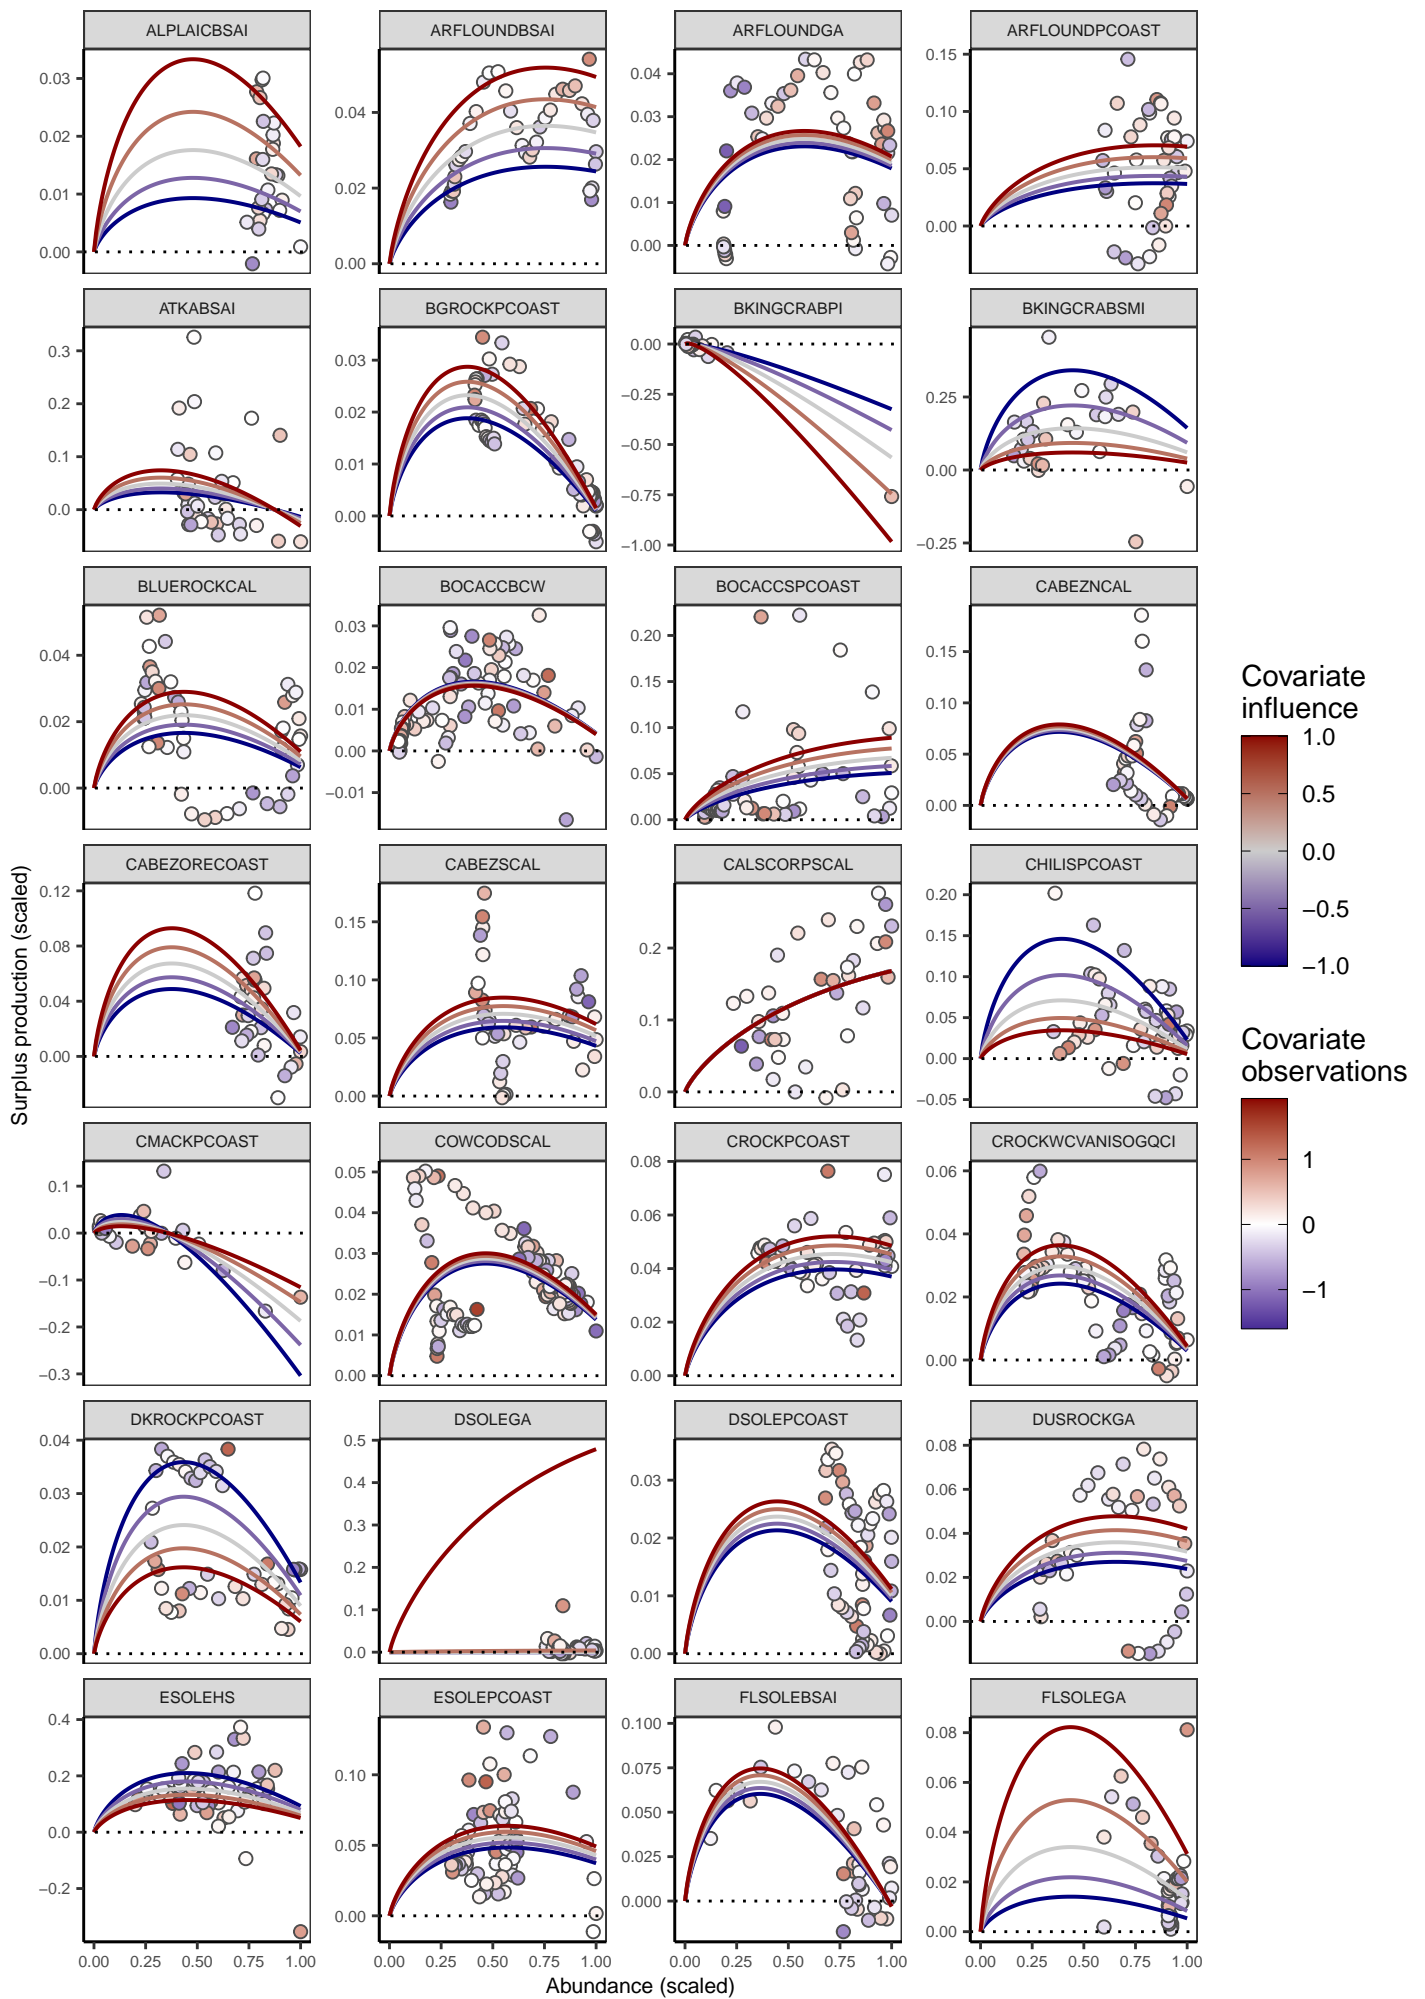 ALPLAICBSAI ARFLOUNDBSAI ARFLOUNDGA ARFLOUNDPCOAST
0.03 0.02 0.01 0.00
0.04 0.02 0.00
0.04 0.03 0.02 0.01 0.00
0.15 0.10 0.05 0.00
ATKABSAI BGROCKPCOAST BKINGCRABPI BKINGCRABSMI
0.3 0.2 0.1 0.0
0.03 0.02 0.01 0.00
0.00 −0.25 −0.50 −0.75 −1.00
0.25 0.00 −0.25
BLUEROCKCAL BOCACCBCW BOCACCSPCOAST CABEZNCAL
0.04 0.02 0.00
0.03 0.02 0.01 0.00 −0.01
0.20 0.15 0.10 0.05 0.00
0.15 0.10 0.05 0.00
CABEZORECOAST CABEZSCAL CALSCORPSCAL CHILISPCOAST
0.12 0.08 0.04 0.00
0.15 0.10 0.05 0.00
0.2 0.1 0.0
0.20 0.15 0.10 0.05 0.00 −0.05
CMACKPCOAST COWCODSCAL CROCKPCOAST CROCKWCVANISOGQCI
0.1 0.0 −0.1 −0.2 −0.3
0.05 0.04 0.03 0.02 0.01 0.00
0.08 0.06 0.04 0.02 0.00
0.06 0.04 0.02 0.00
DKROCKPCOAST DSOLEGA DSOLEPCOAST DUSROCKGA
0.04 0.03 0.02 0.01 0.00
0.5 0.4 0.3 0.2 0.1 0.0
0.03 0.02 0.01 0.00
0.08 0.06 0.04 0.02 0.00
ESOLEHS ESOLEPCOAST FLSOLEBSAI FLSOLEGA
0.4 0.2 0.0 −0.2
0.10 0.05 0.00
0.100 0.075 0.050 0.025 0.000
0.08 0.06 0.04 0.02 0.00
0.00 0.25 0.50 0.75 1.00
0.00 0.25 0.50 0.75 1.00
0.00 0.25 0.50 0.75 1.00
0.00 0.25 0.50 0.75 1.00
Abundance (scaled)
Surplus production (scaled)
Covariate
influence
1.0
0.5
0.0
−0.5
−1.0
Covariate
observations
1
0
−1